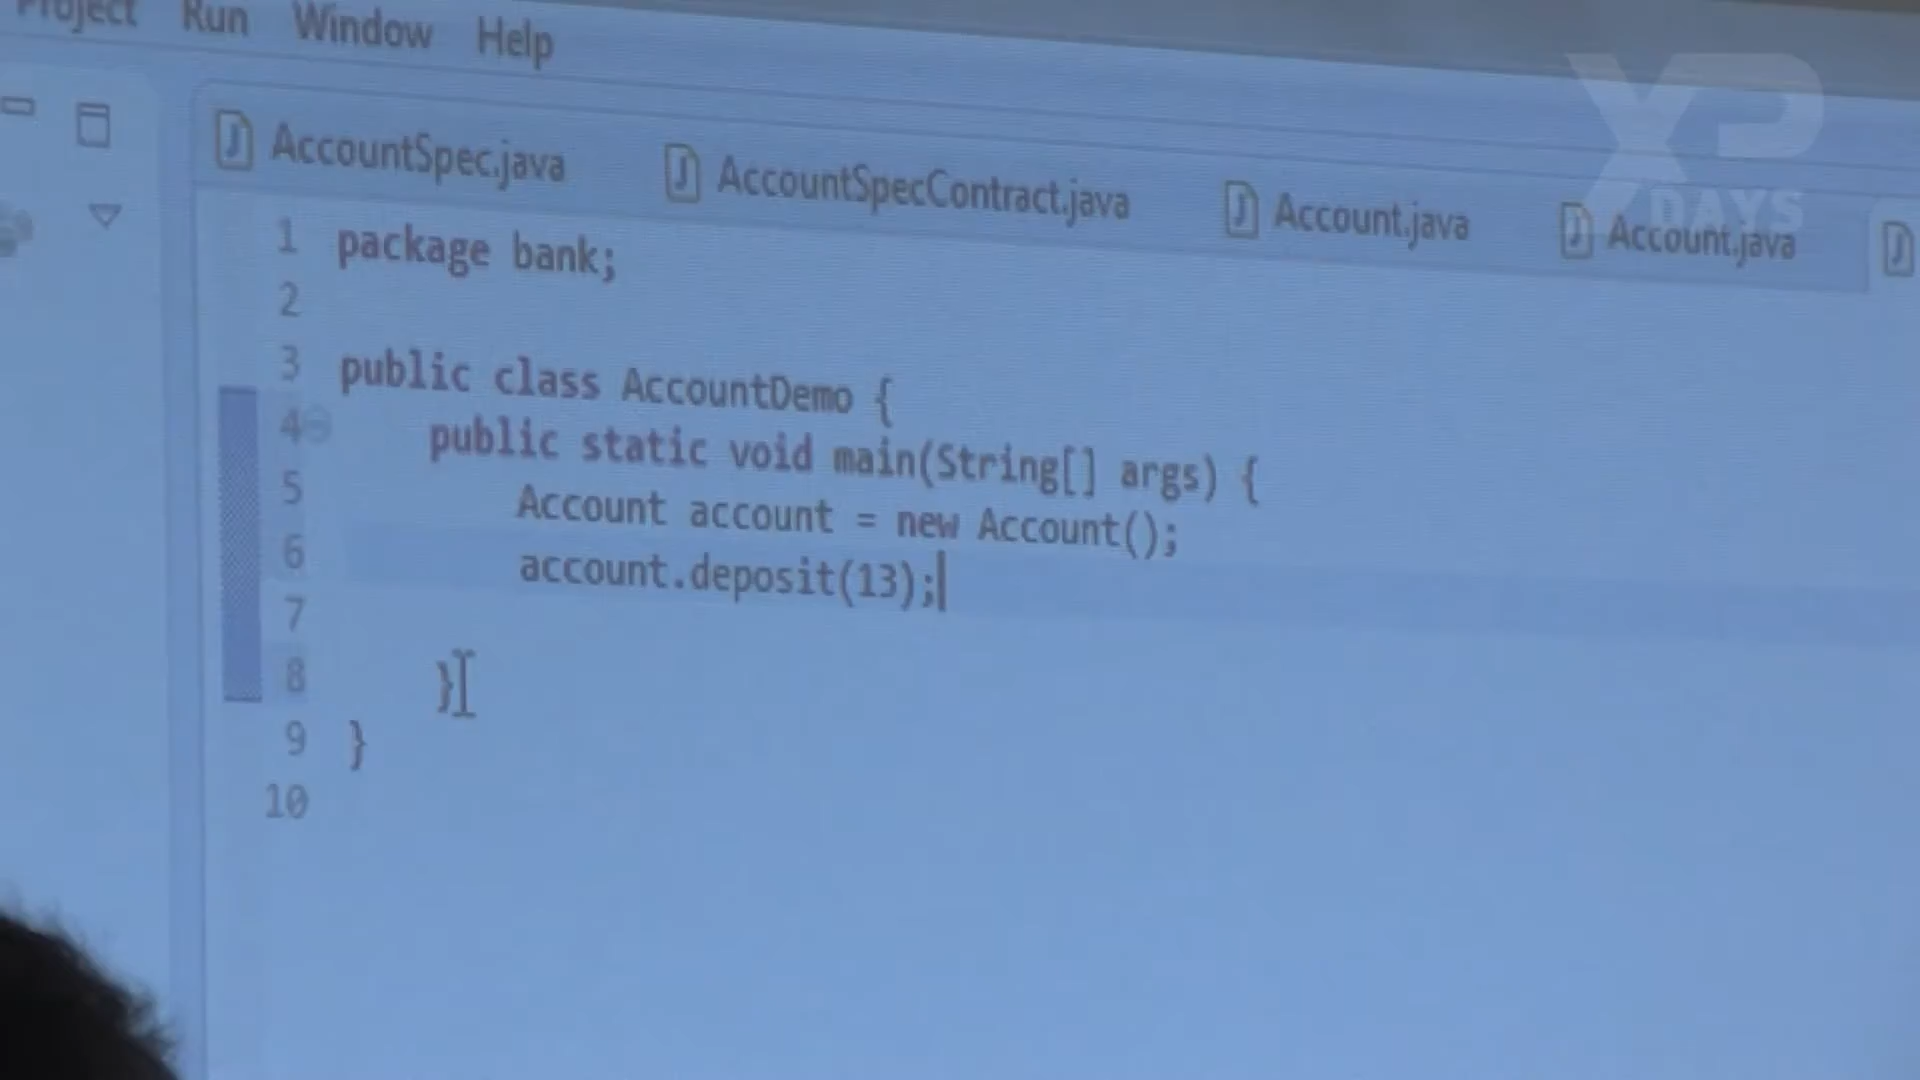 Project Run Window Help
XP DAYS
AccountSpec.java AccountSpecContract.java Account.java Account.java
1 package bank;
2
3 public class AccountDemo {
4 public static void main(String[] args) {
5 Account account = new Account();
6 account.deposit(13);
7
8 }
9 }
10